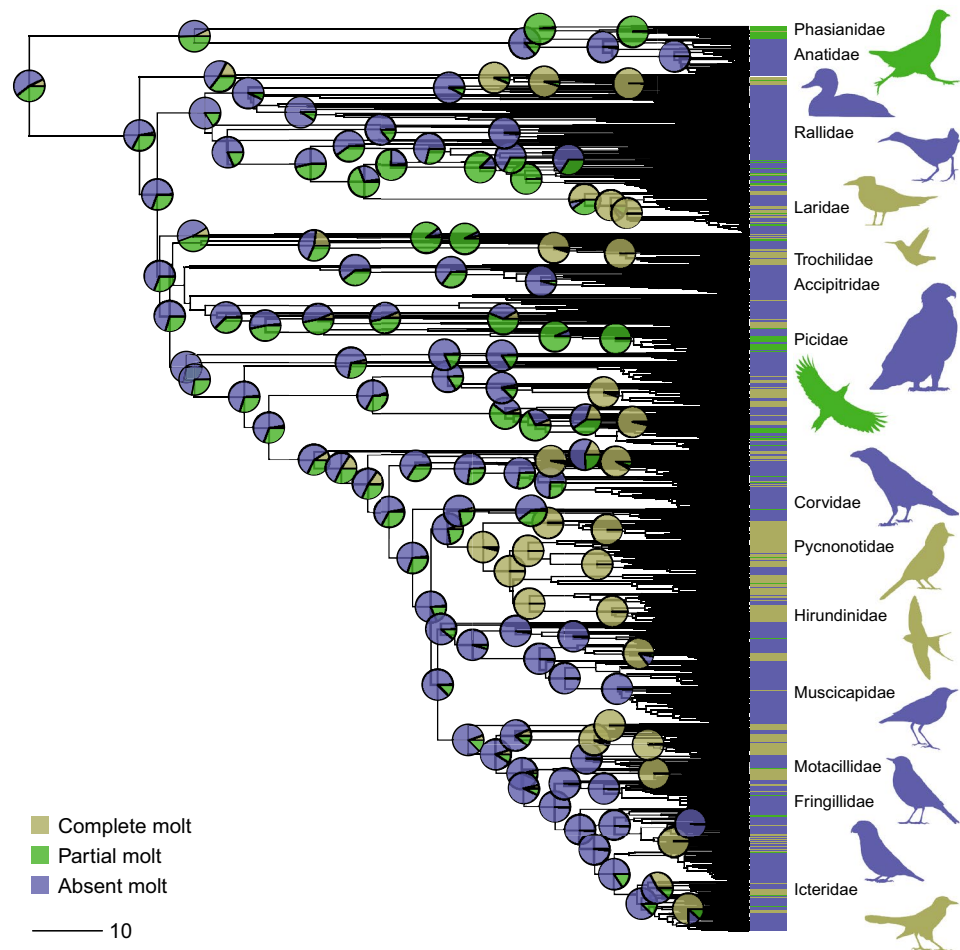 Phasianidae
Anatidae
Rallidae
Laridae
Trochilidae
Accipitridae
Picidae
Corvidae
Pycnonotidae
Hirundinidae
Muscicapidae
Motacillidae
Fringillidae
Icteridae
Complete molt
Partial molt
Absent molt
10